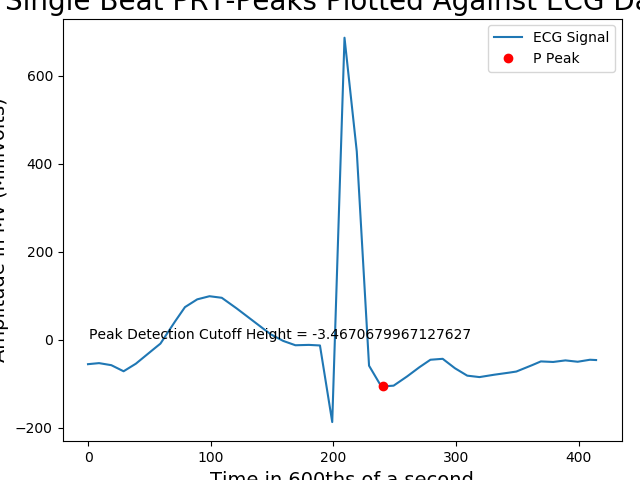 Single Beat PRT-Peaks Plotted Against ECG Da
ECG Signal
P Peak
Amplitude in MV (Millivolts)
600
400
200
0
−200
Peak Detection Cutoff Height = -3.4670679967127627
0
100
200
300
400
Time in 600ths of a second